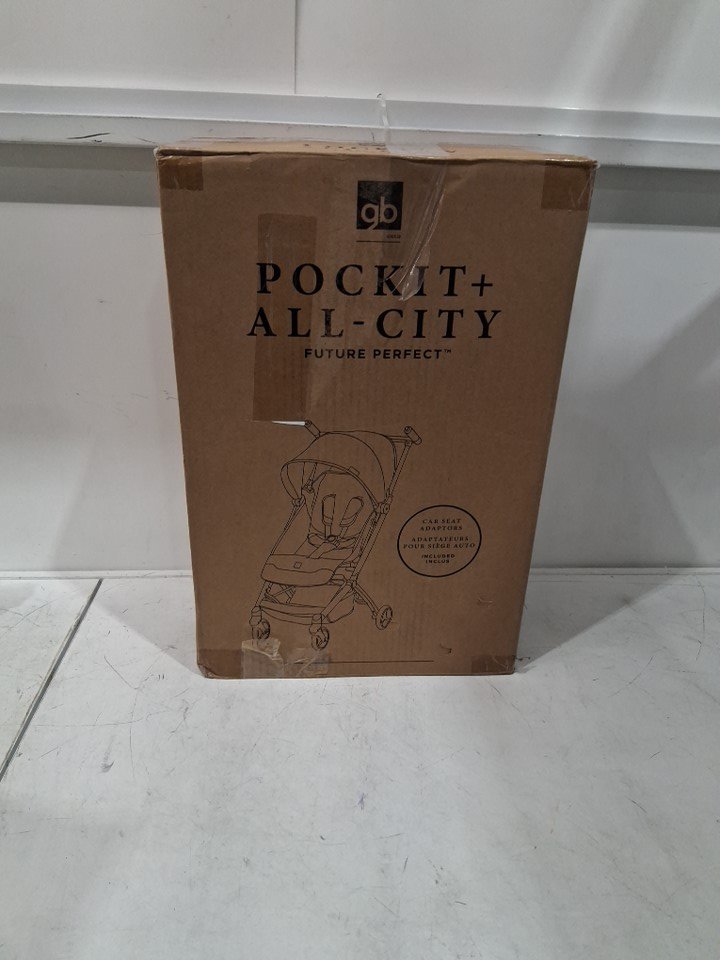 gb
POCKIT+
ALL-CITY
FUTURE PERFECT™
CAR SEAT
ADAPTORS
ADAPTATEURS
POUR SIÈGE AUTO
INCLUDED
INCLUS